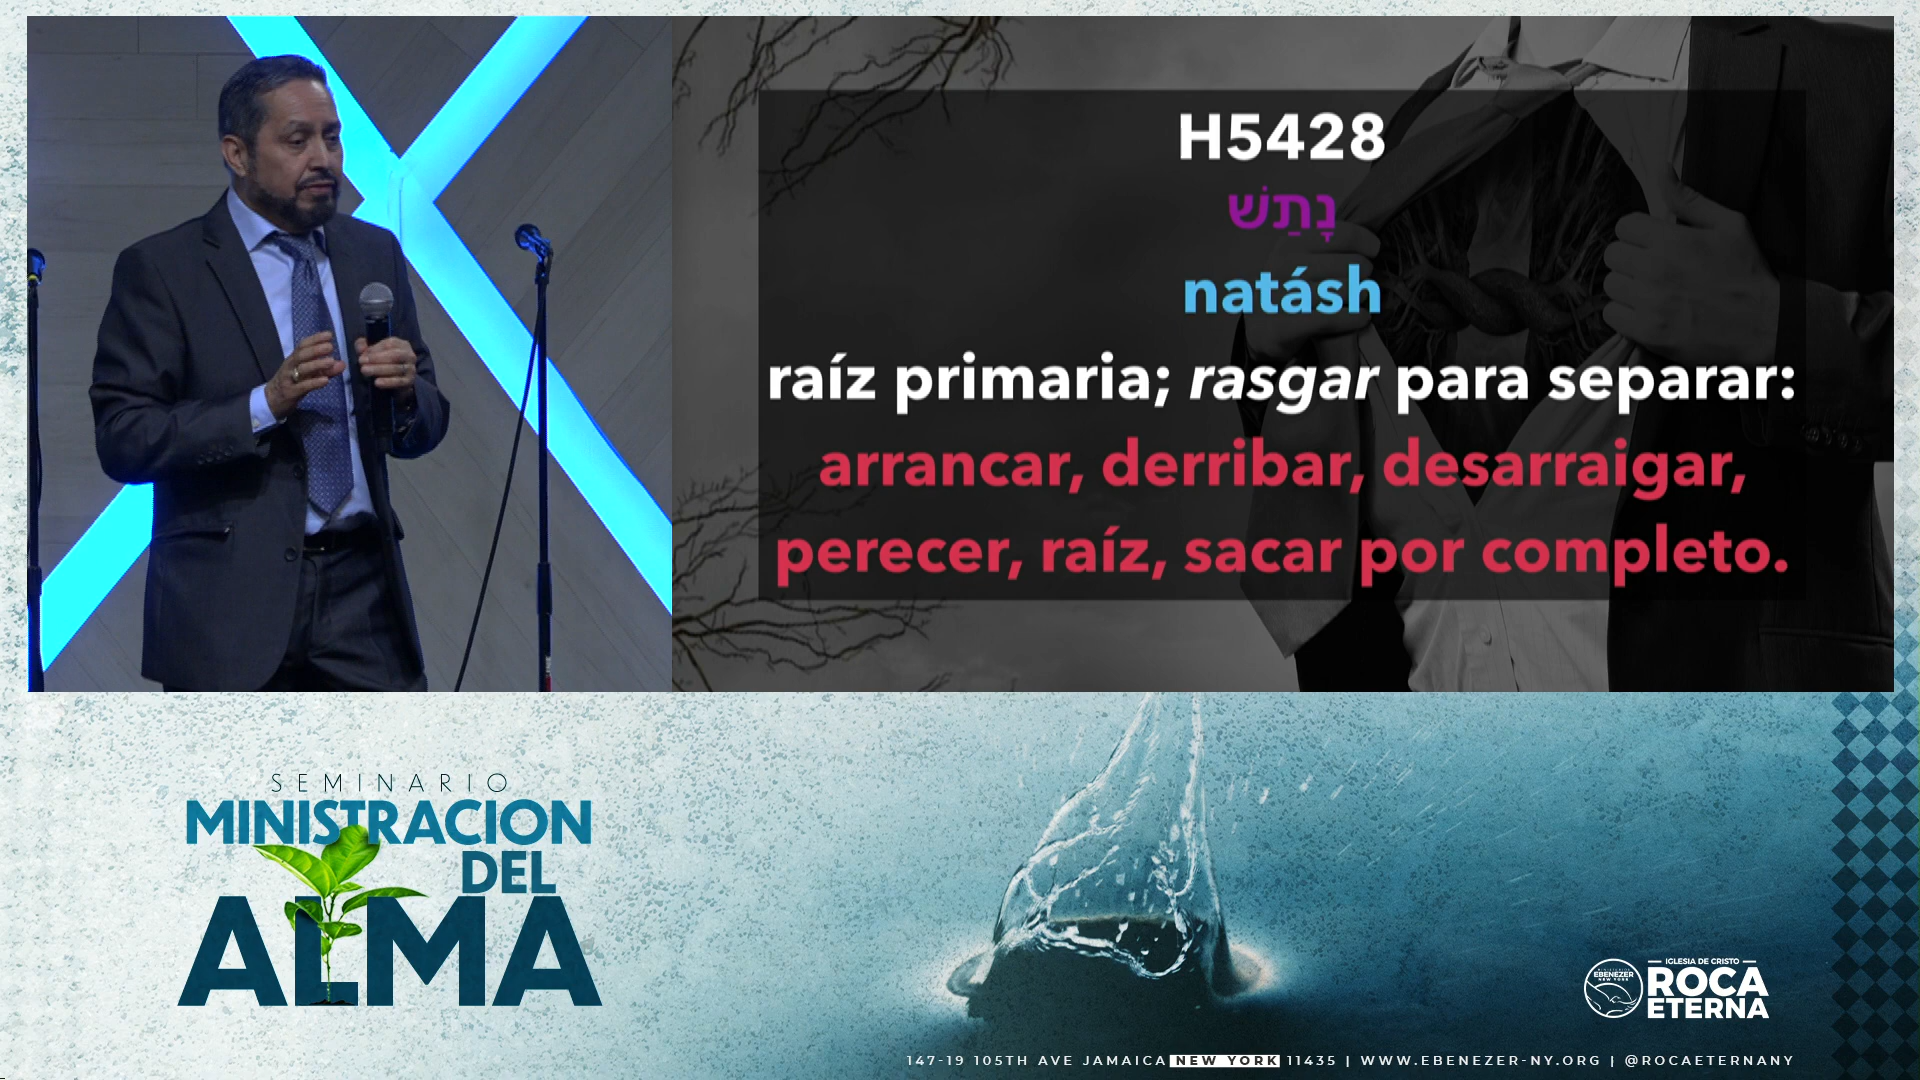 H5428
נָתַשׁ
natásh
raíz primaria; rasgar para separar:
arrancar, derribar, desarraigar,
perecer, raíz, sacar por completo.
SEMINARIO
MINISTRACION
DEL
ALMA
IGLESIA DE CRISTO
EBENEZER
ROCA
ETERNA
147-19 105TH AVE JAMAICA NEW YORK 11435 | WWW.EBENEZER-NY.ORG | @ROCAETERNANY